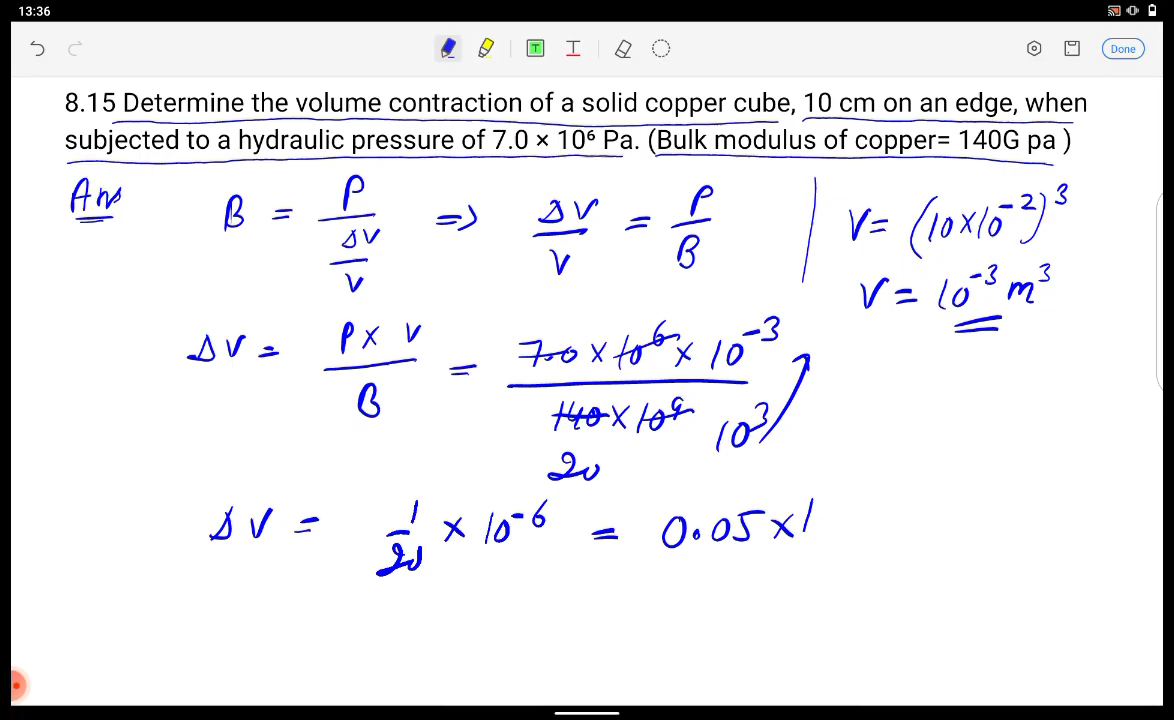 13:36
Done
8.15 Determine the volume contraction of a solid copper cube, 10 cm on an edge, when
subjected to a hydraulic pressure of 7.0 × 10⁶ Pa. (Bulk modulus of copper= 140G pa )
Ans
B = P / (ΔV / V) => ΔV / V = P / B
V = (10×10⁻²)³
V = 10⁻³ m³
ΔV = P × V / B = 7.0 × 10⁶ × 10⁻³ / 140 × 10⁹ 10³
20
ΔV = 1/20 × 10⁻⁶ = 0.05 × 1